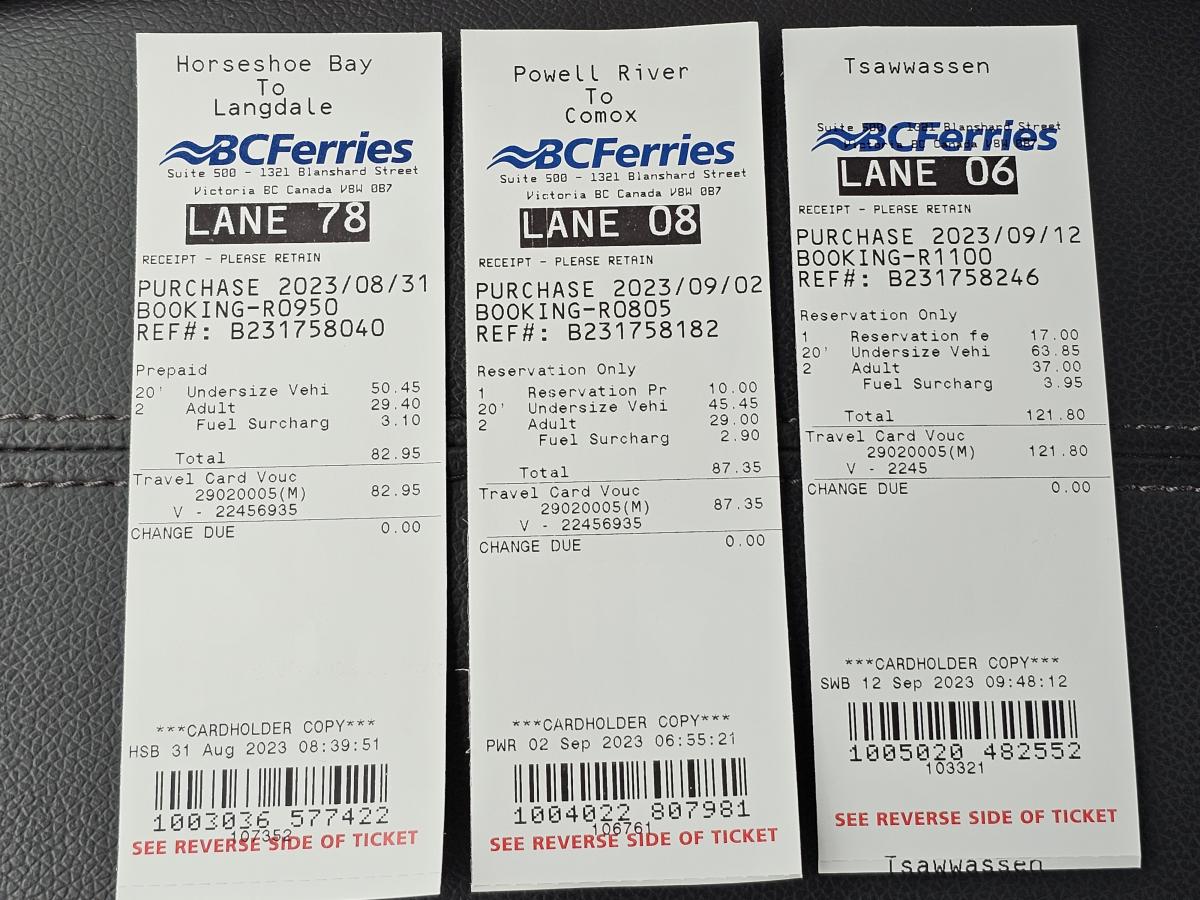 Horseshoe Bay
To
Langdale
BCFerries
Suite 500 - 1321 Blanshard Street
Victoria BC Canada V8W 0B7
LANE 78
RECEIPT - PLEASE RETAIN
PURCHASE 2023/08/31
BOOKING-R0950
REF#: B231758040
Prepaid
20' Undersize Vehi 50.45
2 Adult 29.40
Fuel Surcharg 3.10
Total 82.95
Travel Card Vouc
29020005(M) 82.95
V - 22456935
CHANGE DUE 0.00
***CARDHOLDER COPY***
HSB 31 Aug 2023 08:39:51
1003036 577422
107352
SEE REVERSE SIDE OF TICKET
Powell River
To
Comox
BCFerries
Suite 500 - 1321 Blanshard Street
Victoria BC Canada V8W 0B7
LANE 08
RECEIPT - PLEASE RETAIN
PURCHASE 2023/09/02
BOOKING-R0805
REF#: B231758182
Reservation Only
1 Reservation Pr 10.00
20' Undersize Vehi 45.45
2 Adult 29.00
Fuel Surcharg 2.90
Total 87.35
Travel Card Vouc
29020005(M) 87.35
V - 22456935
CHANGE DUE 0.00
***CARDHOLDER COPY***
PWR 02 Sep 2023 06:55:21
1004022 807981
106761
SEE REVERSE SIDE OF TICKET
Tsawwassen
Suite 500 - 1321 Blanshard Street
BCFerries
Victoria BC Canada V8W 0B7
LANE 06
RECEIPT - PLEASE RETAIN
PURCHASE 2023/09/12
BOOKING-R1100
REF#: B231758246
Reservation Only
1 Reservation fe 17.00
20' Undersize Vehi 63.85
2 Adult 37.00
Fuel Surcharg 3.95
Total 121.80
Travel Card Vouc
29020005(M) 121.80
V - 2245
CHANGE DUE 0.00
***CARDHOLDER COPY***
SWB 12 Sep 2023 09:48:12
1005020 482552
103321
SEE REVERSE SIDE OF TICKET
Tsawwassen